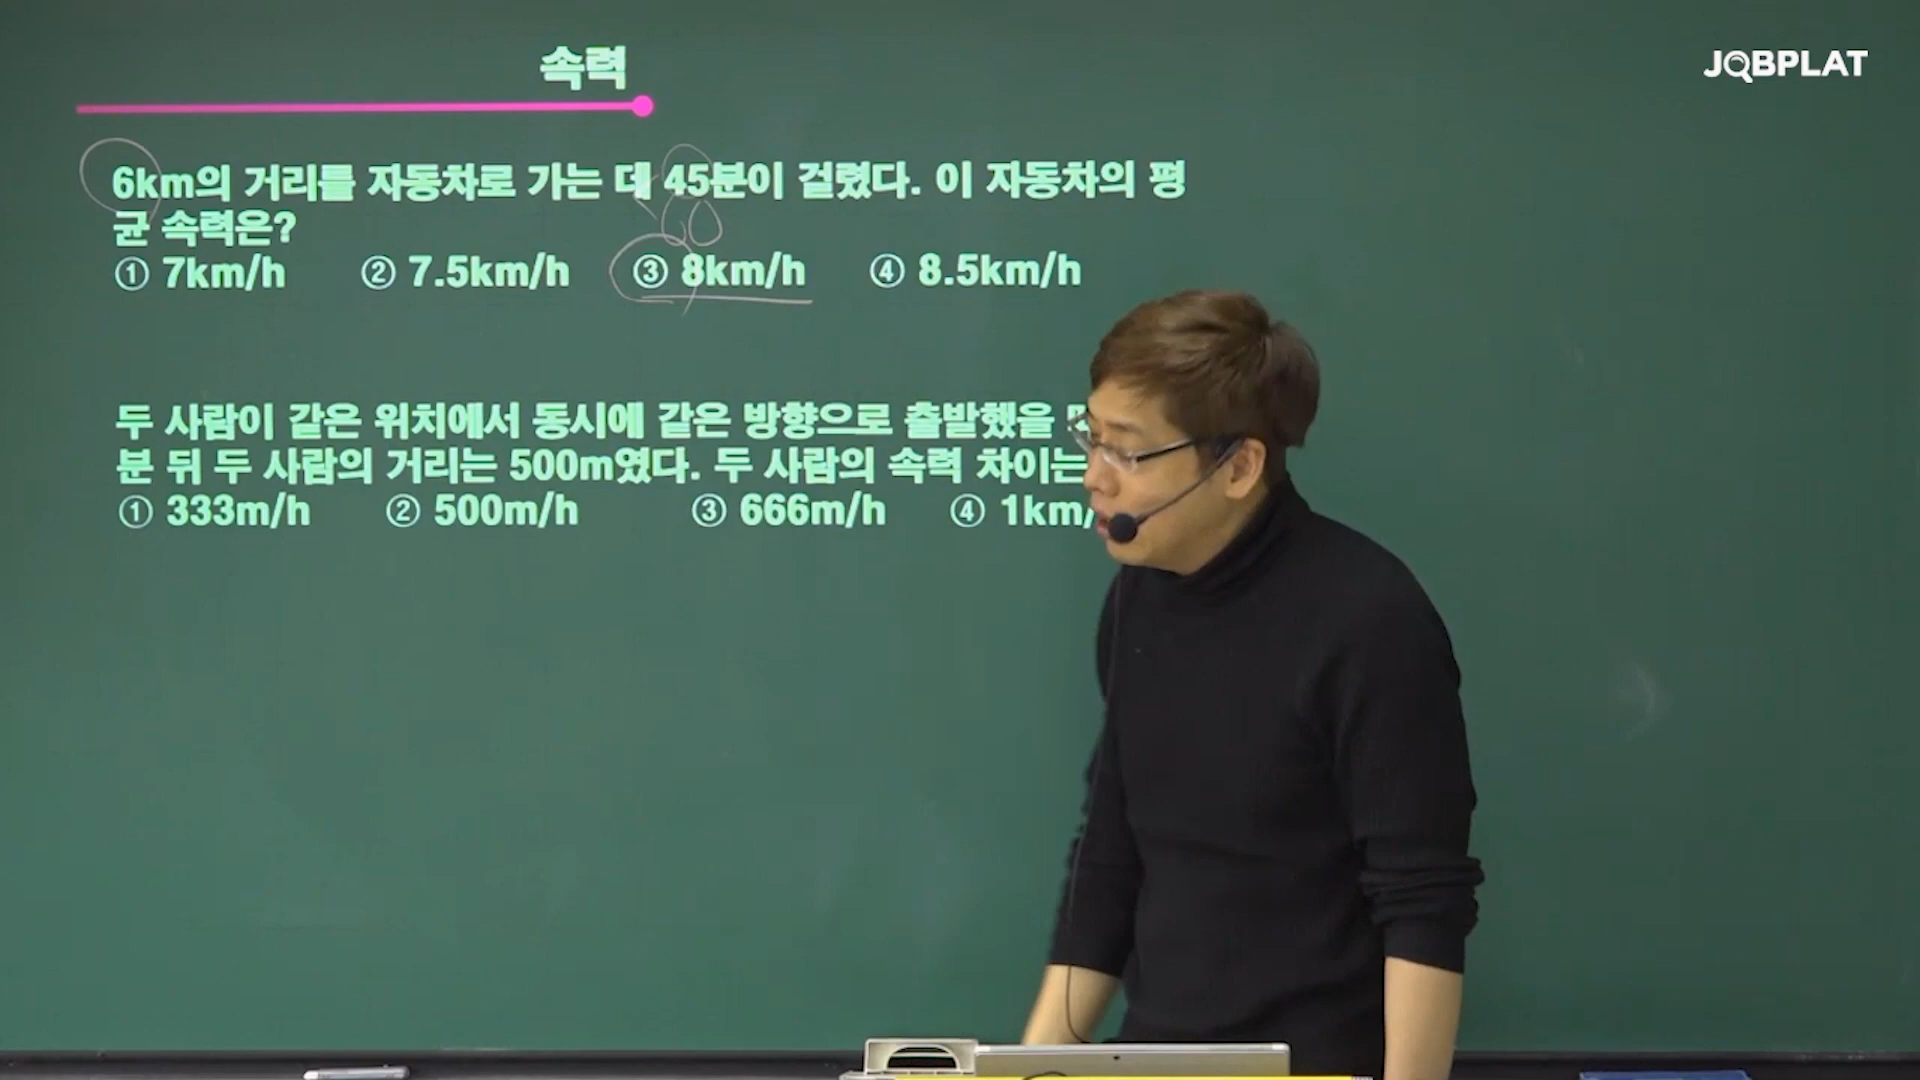 속력
JOBPLAT
6km의 거리를 자동차로 가는 데 45분이 걸렸다. 이 자동차의 평
60
균 속력은?
① 7km/h ② 7.5km/h ③ 8km/h ④ 8.5km/h
두 사람이 같은 위치에서 동시에 같은 방향으로 출발했을
분 뒤 두 사람의 거리는 500m였다. 두 사람의 속력 차이는
① 333m/h ② 500m/h ③ 666m/h ④ 1km/